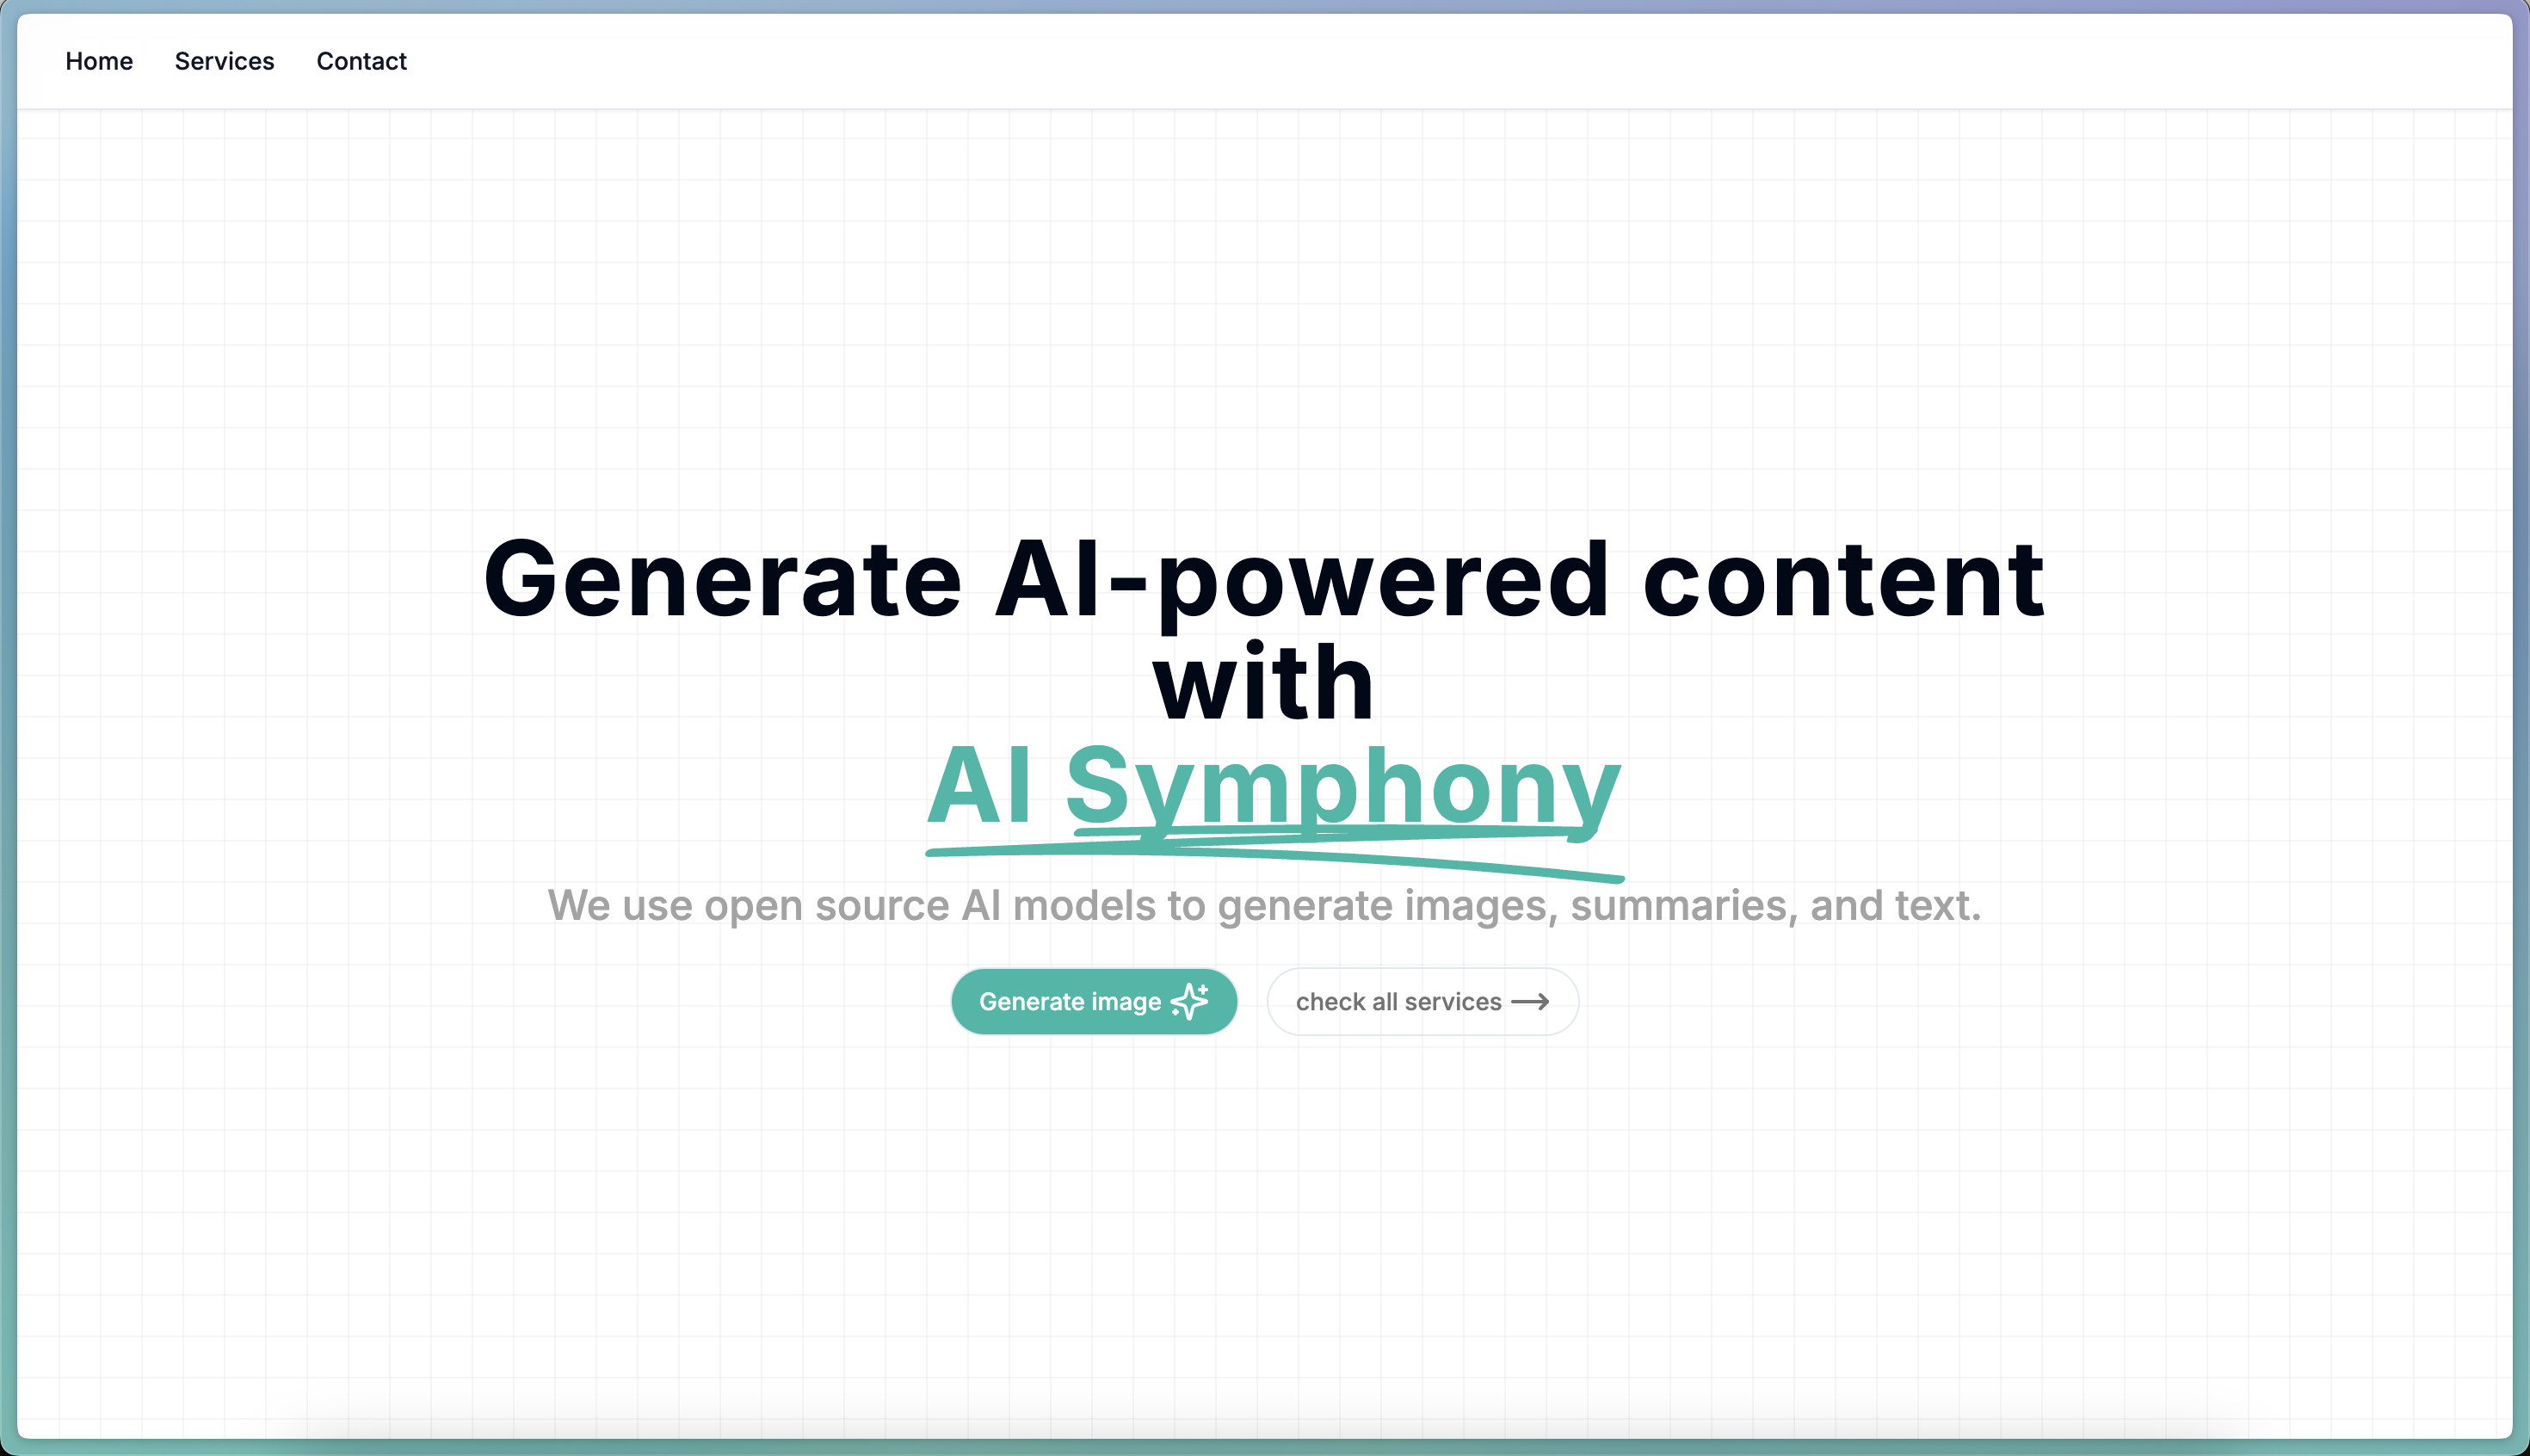 Home Services Contact
Generate AI-powered content
with
AI Symphony
We use open source AI models to generate images, summaries, and text.
Generate image check all services